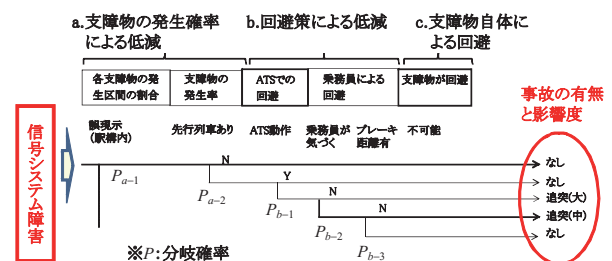 a.支障物の発生確率
による低減
b.回避策による低減
c.支障物自体に
よる回避
各支障物の発
生区間の割合
支障物の
発生率
ATSでの
回避
乗務員による
回避
支障物が回避
事故の有無
と影響度
信号システム障害
誤現示
(駅構内)
先行列車あり
ATS動作
乗務員が
気づく
ブレーキ
距離有
不可能
N
なし
Pa-1
Y
なし
Pa-2
N
追突(大)
Pb-1
N
追突(中)
Pb-2
なし
Pb-3
※P:分岐確率